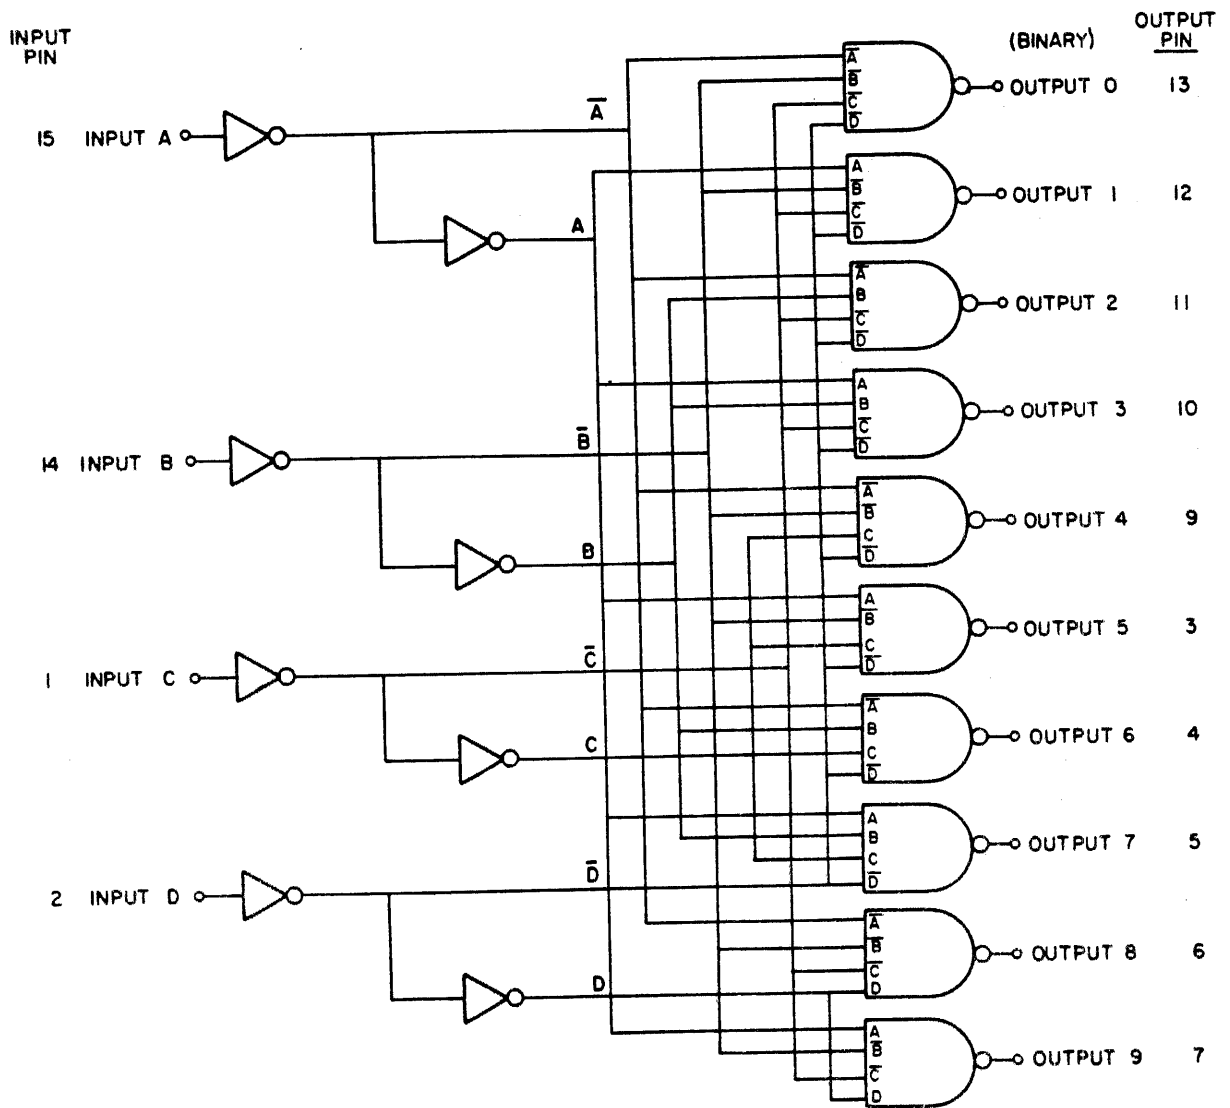 INPUT PIN
(BINARY)
OUTPUT PIN
A̅
B̅
C̅
D̅
OUTPUT 0 13
15 INPUT A
A̅
A
B̅
C̅
D̅
OUTPUT 1 12
A
A̅
B
C̅
D̅
OUTPUT 2 11
A
B
C̅
D̅
OUTPUT 3 10
14 INPUT B
B̅
A̅
B̅
C
D̅
OUTPUT 4 9
B
A
B̅
C
D̅
OUTPUT 5 3
1 INPUT C
C̅
A̅
B
C
D̅
OUTPUT 6 4
C
A
B
C
D̅
OUTPUT 7 5
2 INPUT D
D̅
A̅
B̅
C̅
D
OUTPUT 8 6
D
A
B̅
C̅
D
OUTPUT 9 7